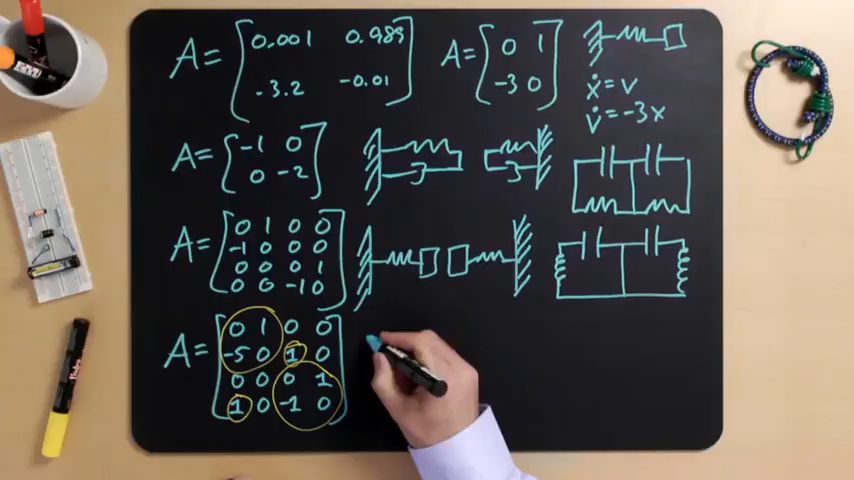 A= [0.001 0.989
-3.2 -0.01]
A= [0 1
-3 0]
ẋ = v
v̇ = -3x
A= [-1 0
0 -2]
A= [0 1 0 0
-1 0 0 0
0 0 0 1
0 0 -1 0]
A= [0 1 0 0
-5 0 1 0
0 0 0 1
1 0 -1 0]